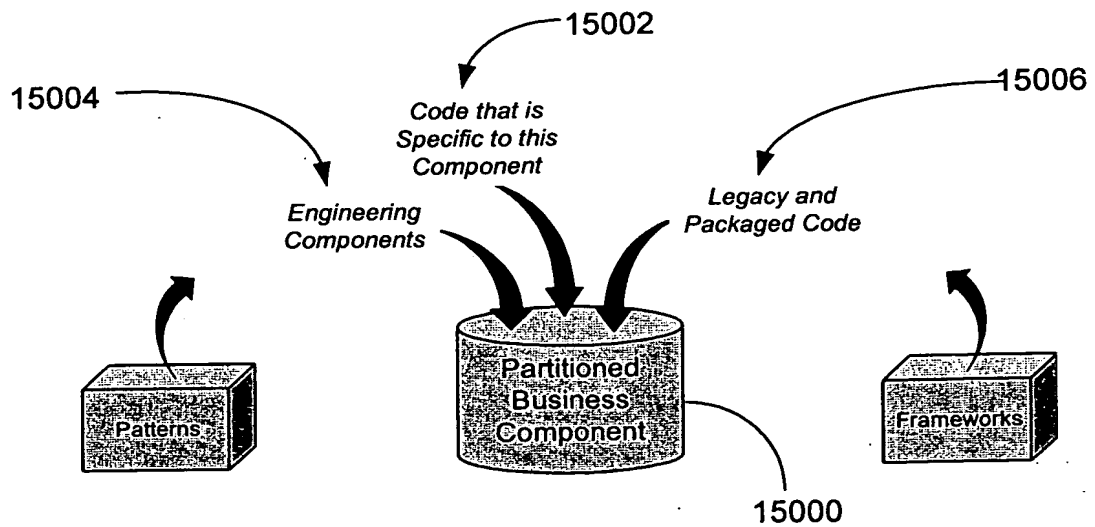 15002
15004
15006
Code that is
Specific to this
Component
Engineering
Components
Legacy and
Packaged Code
Patterns
Partitioned
Business
Component
Frameworks
15000